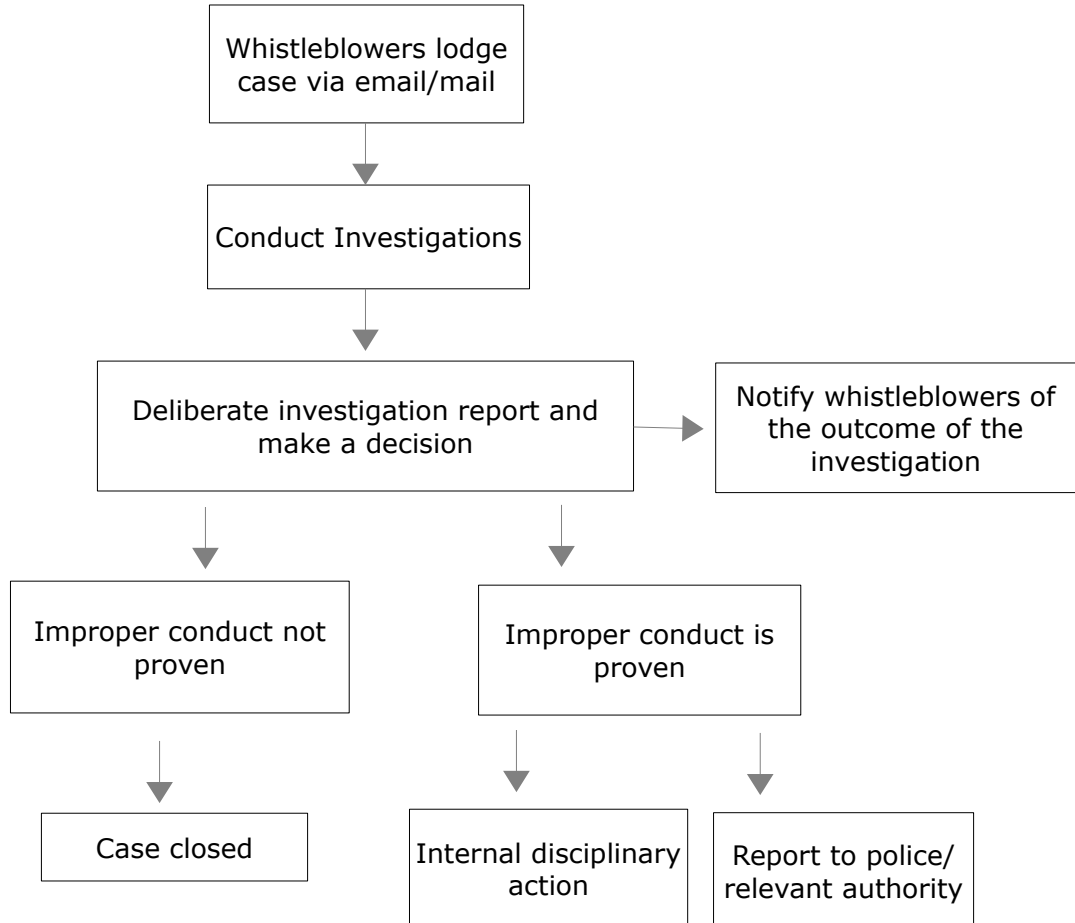 Whistleblowers lodge
case via email/mail
Conduct Investigations
Deliberate investigation report and
make a decision
Notify whistleblowers of
the outcome of the
investigation
Improper conduct not
proven
Improper conduct is
proven
Case closed
Internal disciplinary
action
Report to police/
relevant authority